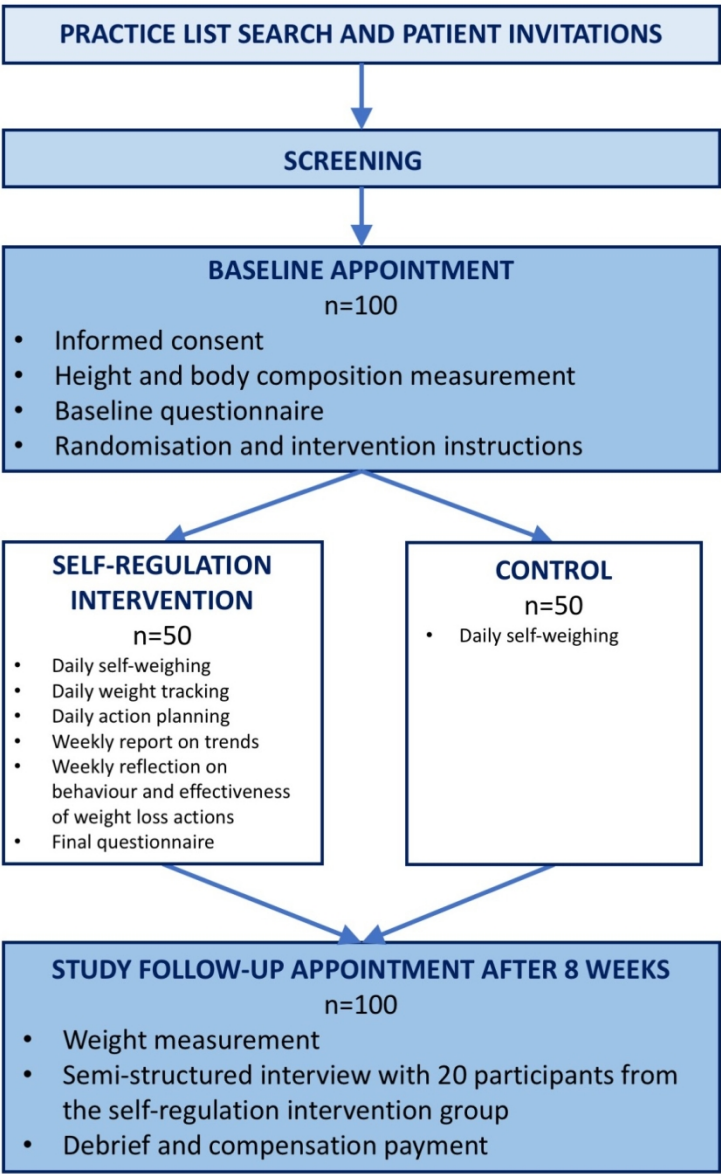 PRACTICE LIST SEARCH AND PATIENT INVITATIONS
SCREENING
BASELINE APPOINTMENT
n=100
• Informed consent
• Height and body composition measurement
• Baseline questionnaire
• Randomisation and intervention instructions
SELF-REGULATION
INTERVENTION
n=50
• Daily self-weighing
• Daily weight tracking
• Daily action planning
• Weekly report on trends
• Weekly reflection on
behaviour and effectiveness
of weight loss actions
• Final questionnaire
CONTROL
n=50
• Daily self-weighing
STUDY FOLLOW-UP APPOINTMENT AFTER 8 WEEKS
n=100
• Weight measurement
• Semi-structured interview with 20 participants from
the self-regulation intervention group
• Debrief and compensation payment